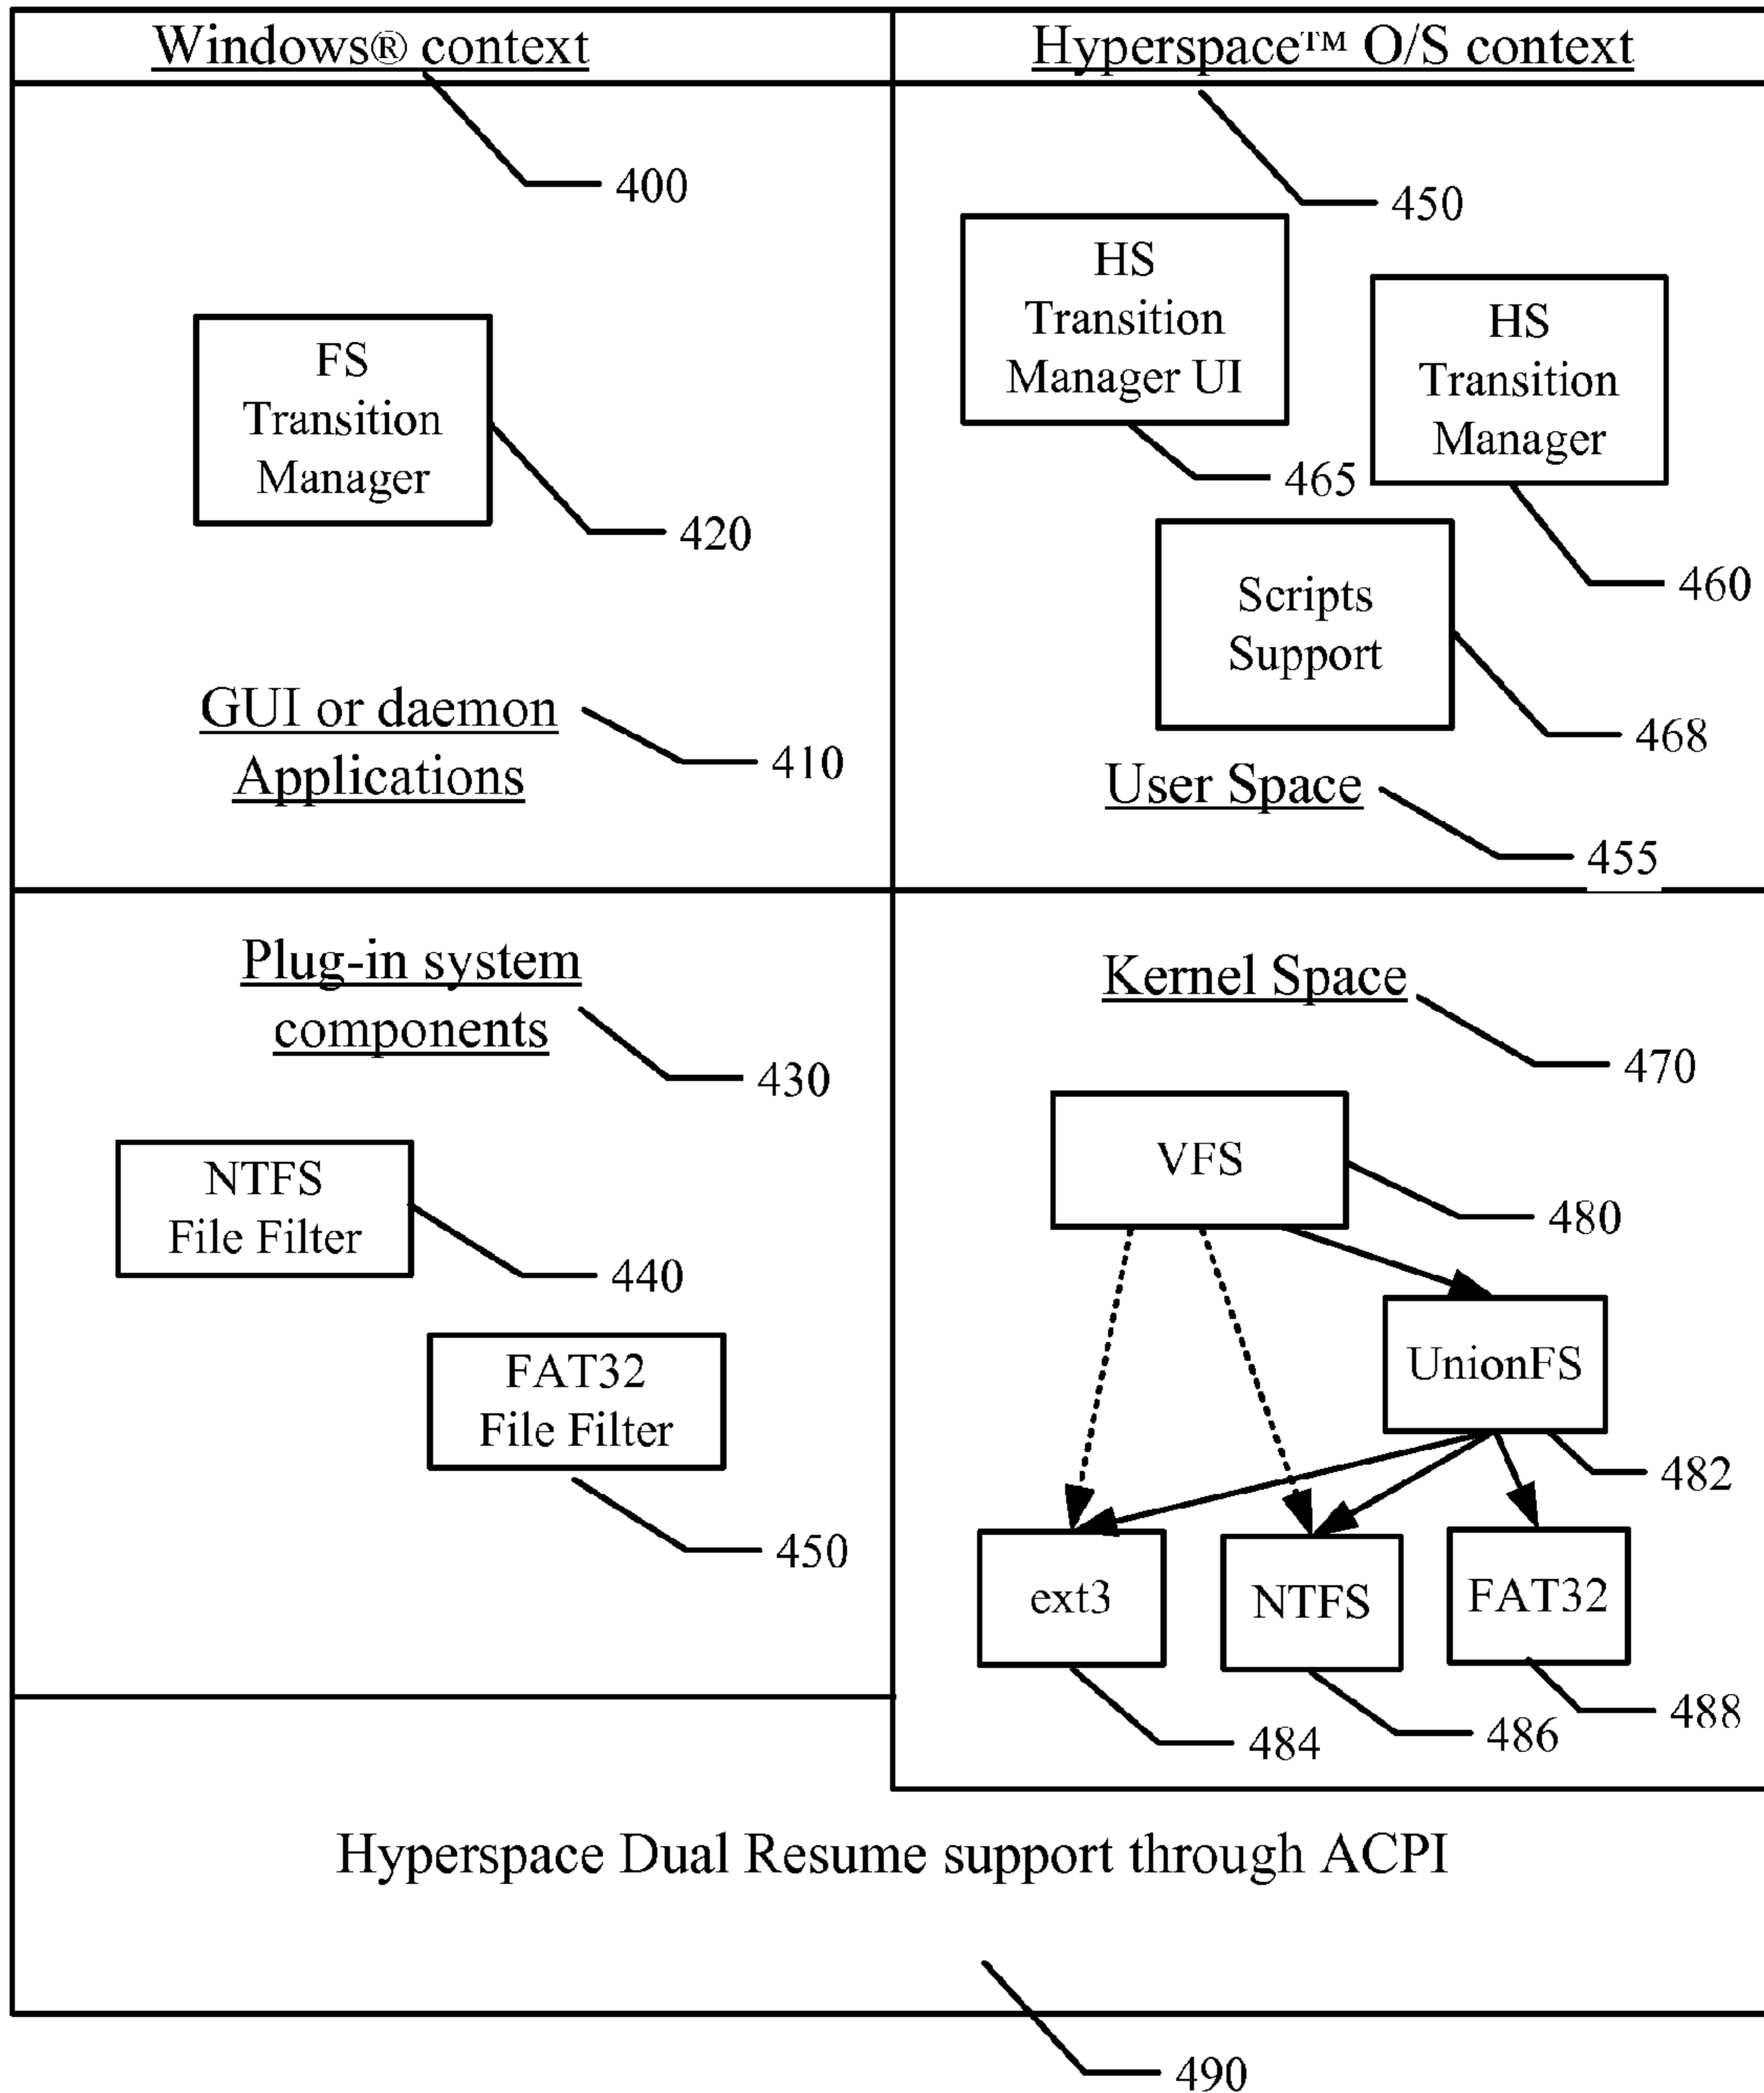 Windows® context
Hyperspace™ O/S context
400
450
HS
Transition
Manager UI
465
HS
Transition
Manager
460
FS
Transition
Manager
420
Scripts
Support
468
GUI or daemon
Applications
410
User Space
455
Plug-in system
components
430
Kernel Space
470
NTFS
File Filter
440
FAT32
File Filter
450
VFS
480
UnionFS
482
ext3
484
NTFS
486
FAT32
488
Hyperspace Dual Resume support through ACPI
490